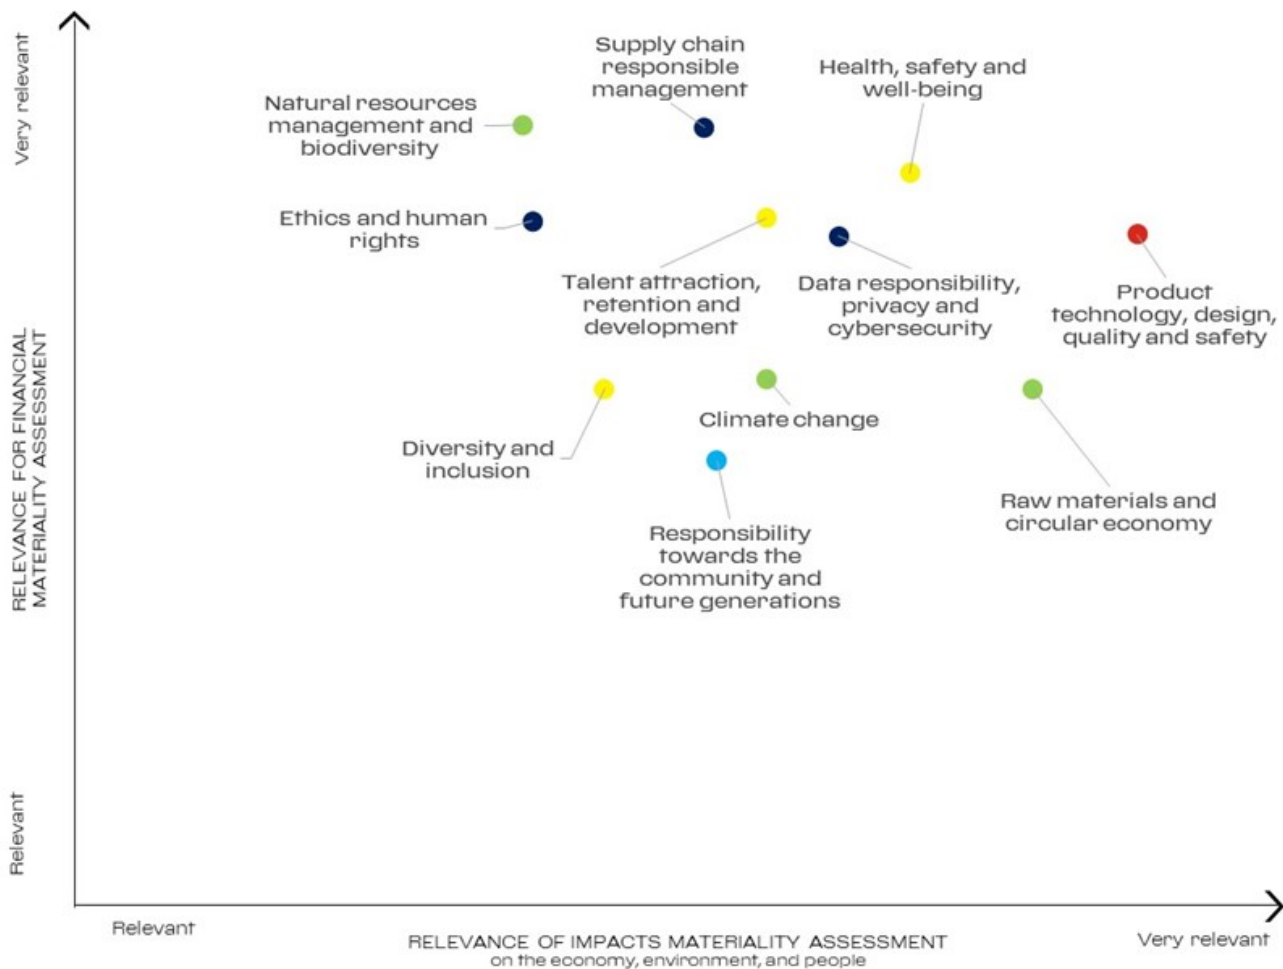 Very relevant
Supply chain
responsible
management
Health, safety and
well-being
Natural resources
management and
biodiversity
Ethics and human
rights
Talent attraction,
retention and
development
Data responsibility,
privacy and
cybersecurity
Product
technology, design,
quality and safety
RELEVANCE FOR FINANCIAL
MATERIALITY ASSESSMENT
Climate change
Diversity and
inclusion
Raw materials and
circular economy
Responsibility
towards the
community and
future generations
Relevant
Relevant
RELEVANCE OF IMPACTS MATERIALITY ASSESSMENT
on the economy, environment, and people
Very relevant